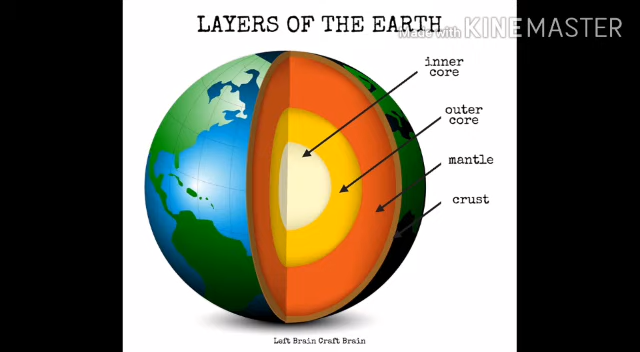 LAYERS OF THE EARTH
Made with KINEMASTER
inner
core
outer
core
mantle
crust
Left Brain Craft Brain